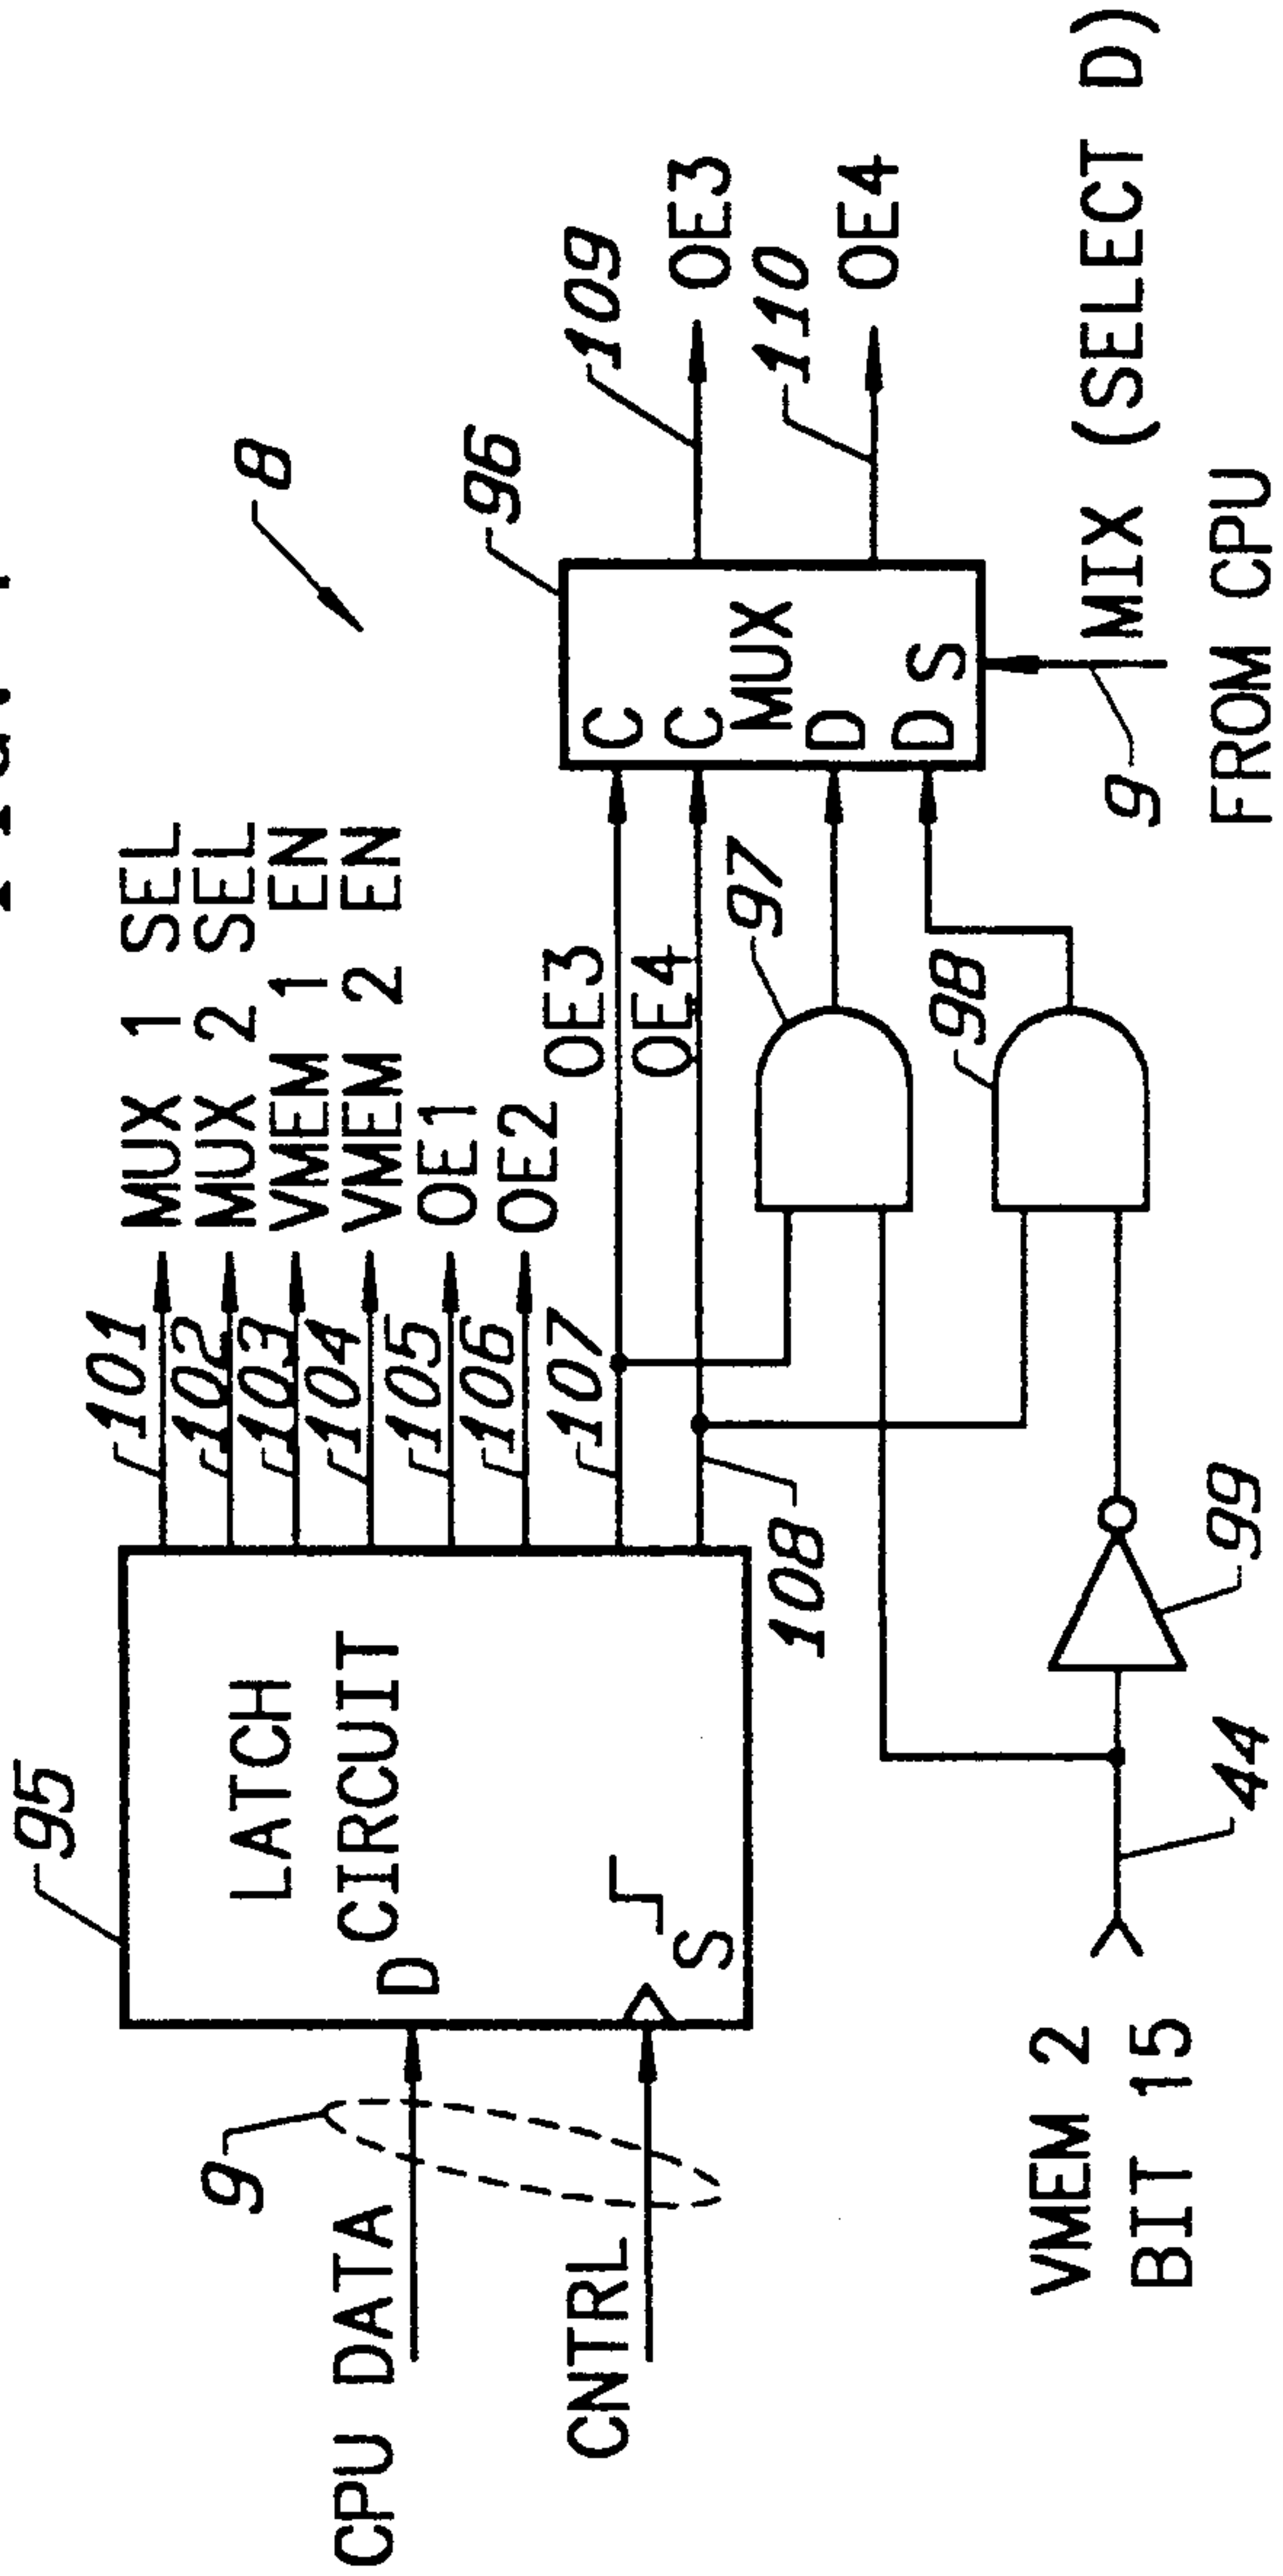 8
95
LATCH
CIRCUIT
D
S
9
CPU DATA
CNTRL
101
MUX 1 SEL
102
MUX 2 SEL
103
VMEM 1 EN
104
VMEM 2 EN
105
OE1
106
OE2
107
OE3
OE4
108
96
C
C
MUX
D
D
S
109
OE3
110
OE4
97
98
99
44
VMEM 2
BIT 15
9
MIX (SELECT D)
FROM CPU